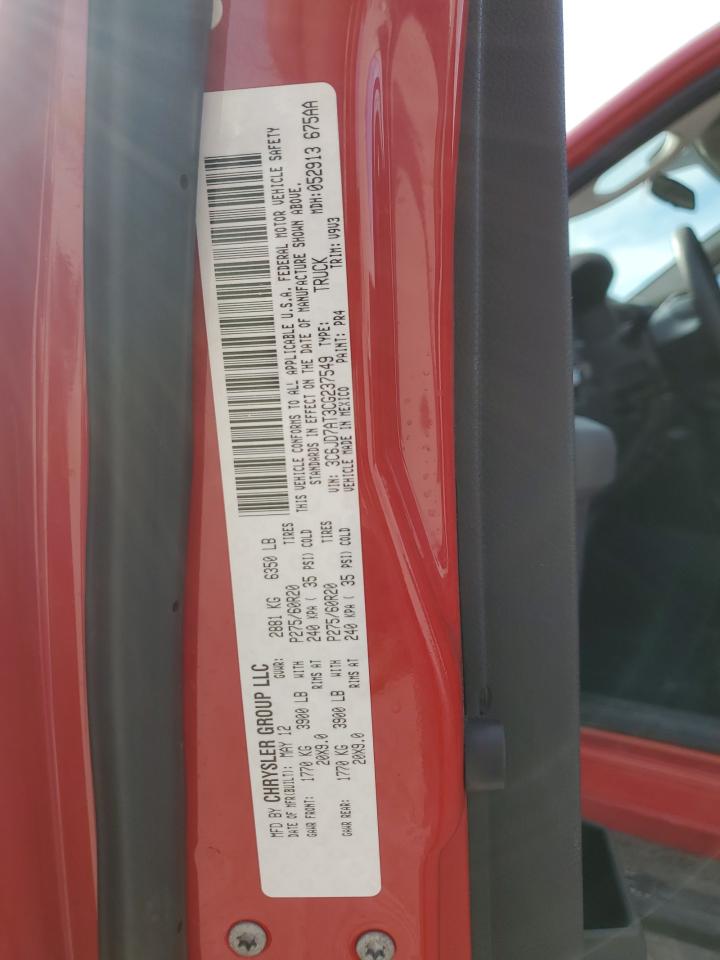 MFD BY CHRYSLER GROUP LLC
DATE OF MFR(BUILT): MAY 12 GVWR: 2881 KG 6350 LB
GAWR FRONT: 1770 KG 3900 LB WITH P275/60R20 TIRES
20X9.0 RIMS AT 240 KPA ( 35 PSI) COLD
GAWR REAR: 1770 KG 3900 LB WITH P275/60R20 TIRES
20X9.0 RIMS AT 240 KPA ( 35 PSI) COLD
THIS VEHICLE CONFORMS TO ALL APPLICABLE U.S.A. FEDERAL MOTOR VEHICLE SAFETY
STANDARDS IN EFFECT ON THE DATE OF MANUFACTURE SHOWN ABOVE.
VIN: 3C6JD7AT3CG237549 TYPE: TRUCK MDH:052913 675AA
VEHICLE MADE IN MEXICO PAINT: PR4 TRIM: V9V3